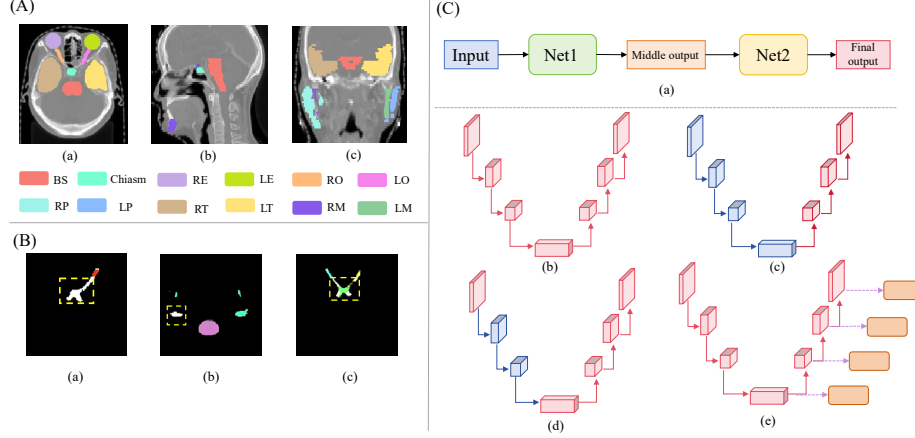 (A)
(a) (b) (c)
BS Chiasm RE LE RO LO
RP LP RT LT RM LM
(B)
(a) (b) (c)
(C)
Input Net1 Middle output Net2 Final
output
(a)
(b) (c)
(d) (e)